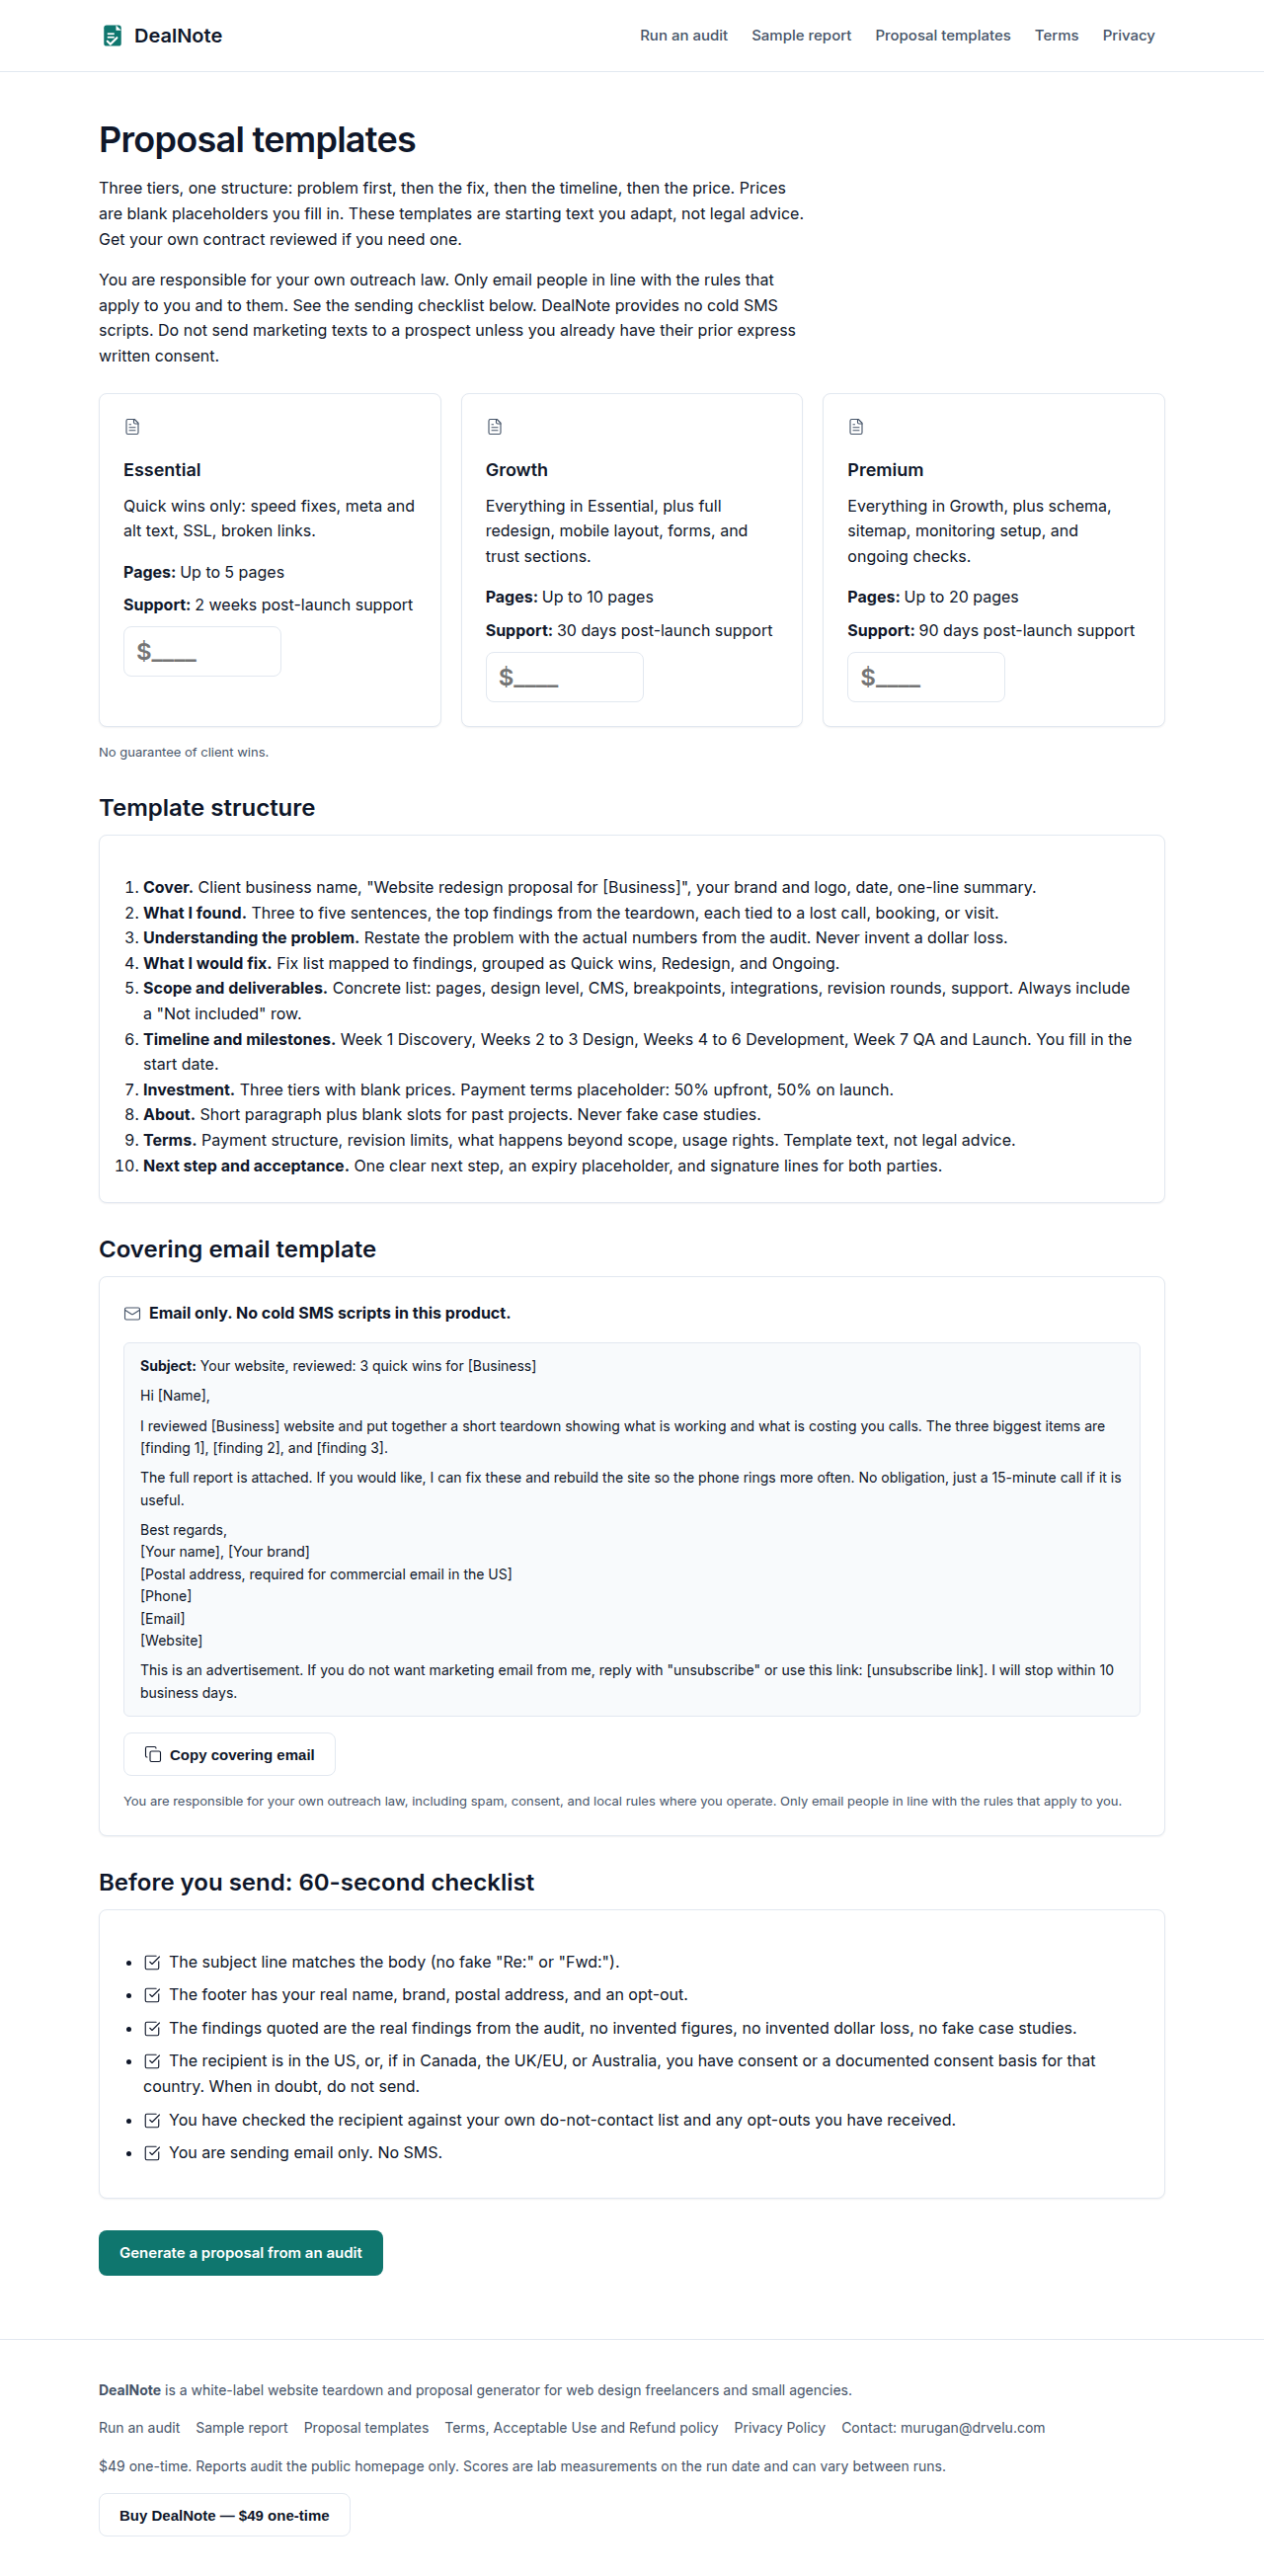 DealNote
Run an audit
Sample report
Proposal templates
Terms
Privacy
Proposal templates
Three tiers, one structure: problem first, then the fix, then the timeline, then the price. Prices
are blank placeholders you fill in. These templates are starting text you adapt, not legal advice.
Get your own contract reviewed if you need one.
You are responsible for your own outreach law. Only email people in line with the rules that
apply to you and to them. See the sending checklist below. DealNote provides no cold SMS
scripts. Do not send marketing texts to a prospect unless you already have their prior express
written consent.
Essential
Quick wins only: speed fixes, meta and
alt text, SSL, broken links.
Pages: Up to 5 pages
Support: 2 weeks post-launch support
$____
Growth
Everything in Essential, plus full
redesign, mobile layout, forms, and
trust sections.
Pages: Up to 10 pages
Support: 30 days post-launch support
$____
Premium
Everything in Growth, plus schema,
sitemap, monitoring setup, and
ongoing checks.
Pages: Up to 20 pages
Support: 90 days post-launch support
$____
No guarantee of client wins.
Template structure
1. Cover. Client business name, "Website redesign proposal for [Business]", your brand and logo, date, one-line summary.
2. What I found. Three to five sentences, the top findings from the teardown, each tied to a lost call, booking, or visit.
3. Understanding the problem. Restate the problem with the actual numbers from the audit. Never invent a dollar loss.
4. What I would fix. Fix list mapped to findings, grouped as Quick wins, Redesign, and Ongoing.
5. Scope and deliverables. Concrete list: pages, design level, CMS, breakpoints, integrations, revision rounds, support. Always include
a "Not included" row.
6. Timeline and milestones. Week 1 Discovery, Weeks 2 to 3 Design, Weeks 4 to 6 Development, Week 7 QA and Launch. You fill in the
start date.
7. Investment. Three tiers with blank prices. Payment terms placeholder: 50% upfront, 50% on launch.
8. About. Short paragraph plus blank slots for past projects. Never fake case studies.
9. Terms. Payment structure, revision limits, what happens beyond scope, usage rights. Template text, not legal advice.
10. Next step and acceptance. One clear next step, an expiry placeholder, and signature lines for both parties.
Covering email template
Email only. No cold SMS scripts in this product.
Subject: Your website, reviewed: 3 quick wins for [Business]
Hi [Name],
I reviewed [Business] website and put together a short teardown showing what is working and what is costing you calls. The three biggest items are
[finding 1], [finding 2], and [finding 3].
The full report is attached. If you would like, I can fix these and rebuild the site so the phone rings more often. No obligation, just a 15-minute call if it is
useful.
Best regards,
[Your name], [Your brand]
[Postal address, required for commercial email in the US]
[Phone]
[Email]
[Website]
This is an advertisement. If you do not want marketing email from me, reply with "unsubscribe" or use this link: [unsubscribe link]. I will stop within 10
business days.
Copy covering email
You are responsible for your own outreach law, including spam, consent, and local rules where you operate. Only email people in line with the rules that apply to you.
Before you send: 60-second checklist
• The subject line matches the body (no fake "Re:" or "Fwd:").
• The footer has your real name, brand, postal address, and an opt-out.
• The findings quoted are the real findings from the audit, no invented figures, no invented dollar loss, no fake case studies.
• The recipient is in the US, or, if in Canada, the UK/EU, or Australia, you have consent or a documented consent basis for that
country. When in doubt, do not send.
• You have checked the recipient against your own do-not-contact list and any opt-outs you have received.
• You are sending email only. No SMS.
Generate a proposal from an audit
DealNote is a white-label website teardown and proposal generator for web design freelancers and small agencies.
Run an audit
Sample report
Proposal templates
Terms, Acceptable Use and Refund policy
Privacy Policy
Contact: murugan@drvelu.com
$49 one-time. Reports audit the public homepage only. Scores are lab measurements on the run date and can vary between runs.
Buy DealNote — $49 one-time